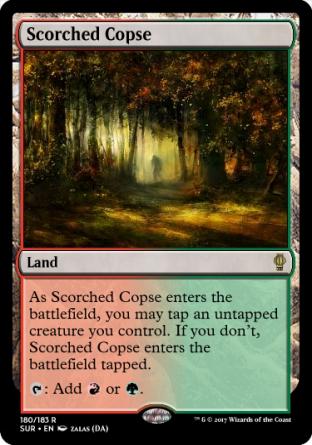 Scorched Copse
Land
As Scorched Copse enters the
battlefield, you may tap an untapped
creature you control. If you don't,
Scorched Copse enters the
battlefield tapped.
: Add or .
180/183 R
SUR • EN ZALAS (DA)
™ & © 2017 Wizards of the Coast